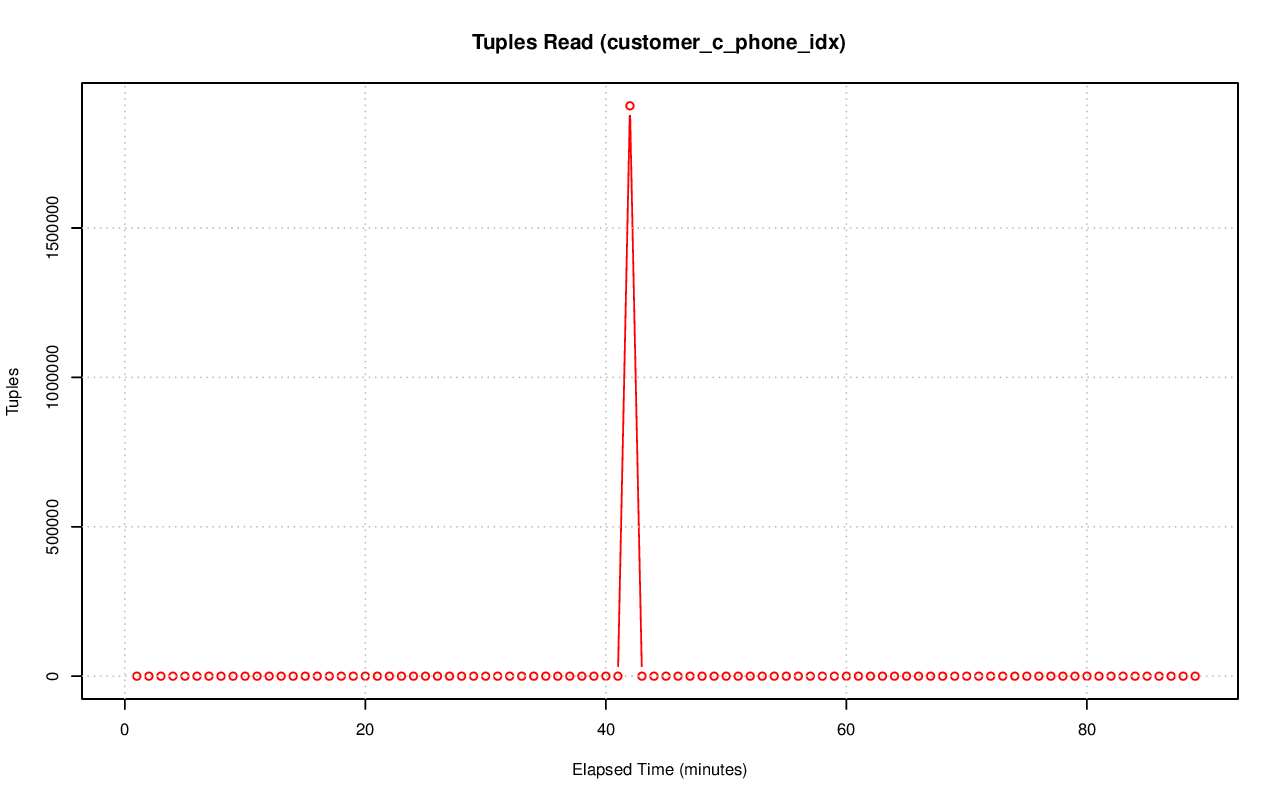 Tuples Read (customer_c_phone_idx)
Tuples
1500000
1000000
500000
0
0 20 40 60 80
Elapsed Time (minutes)